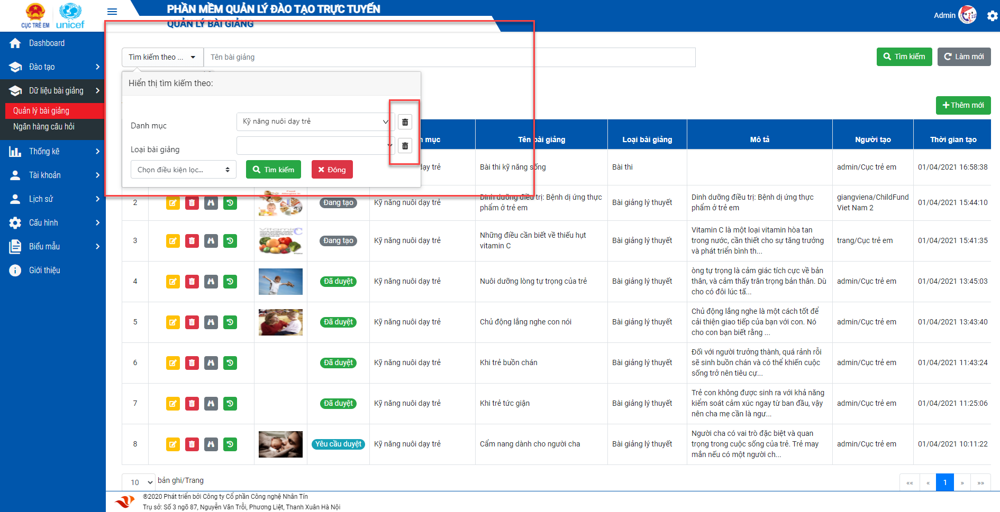 CỤC TRẺ EM
unicef
PHẦN MỀM QUẢN LÝ ĐÀO TẠO TRỰC TUYẾN
QUẢN LÝ BÀI GIẢNG
Admin
Dashboard
Đào tạo
Dữ liệu bài giảng
Quản lý bài giảng
Ngân hàng câu hỏi
Thống kê
Tài khoản
Lịch sử
Cấu hình
Biểu mẫu
Giới thiệu
Tìm kiếm theo ...
Tên bài giảng
Tìm kiếm
Làm mới
Hiển thị tìm kiếm theo:
Danh mục
Kỹ năng nuôi dạy trẻ
Loại bài giảng
Chọn điều kiện lọc...
Tìm kiếm
Đóng
Thêm mới
mục
Tên bài giảng
Loại bài giảng
Mô tả
Người tạo
Thời gian tạo
dạy trẻ
Bài thi kỹ năng sống
Bài thi
admin/Cục trẻ em
01/04/2021 16:58:38
2
Đang tạo
Kỹ năng nuôi dạy trẻ
Dinh dưỡng điều trị: Bệnh dị ứng thực
phẩm ở trẻ em
Bài giảng lý thuyết
Dinh dưỡng điều trị: Bệnh dị ứng thực
phẩm ở trẻ em
giangviena/ChildFund
Viet Nam 2
01/04/2021 15:44:10
3
Vitamin C
Đang tạo
Kỹ năng nuôi dạy trẻ
Những điều cần biết về thiếu hụt
vitamin C
Bài giảng lý thuyết
Vitamin C là một loại vitamin hòa tan
trong nước, cần thiết cho sự tăng trưởng
và phát triển bình th...
trang/Cục trẻ em
01/04/2021 15:41:35
4
Đã duyệt
Kỹ năng nuôi dạy trẻ
Nuôi dưỡng lòng tự trọng của trẻ
Bài giảng lý thuyết
òng tự trọng là cảm giác tích cực về bản
thân, và cảm thấy trân trọng bản thân. Dù
cho có đôi lúc tấ...
admin/Cục trẻ em
01/04/2021 13:45:03
5
Đã duyệt
Kỹ năng nuôi dạy trẻ
Chủ động lắng nghe con nói
Bài giảng lý thuyết
Chủ động lắng nghe là một cách tốt để
cải thiện giao tiếp của bạn với con. Nó
cho con bạn biết rằng ...
admin/Cục trẻ em
01/04/2021 13:43:40
6
Đã duyệt
Kỹ năng nuôi dạy trẻ
Khi trẻ buồn chán
Bài giảng lý thuyết
Đối với người trưởng thành, quá rảnh rỗi
sẽ sinh buồn chán và có thể khiến cuộc
sống trở nên tiêu cự...
admin/Cục trẻ em
01/04/2021 11:43:24
7
Đã duyệt
Kỹ năng nuôi dạy trẻ
Khi trẻ tức giận
Bài giảng lý thuyết
Trẻ con không được sinh ra với khả năng
kiểm soát cảm xúc ngay từ ban đầu, vậy
nên cha mẹ cần là ngư...
admin/Cục trẻ em
01/04/2021 11:25:06
8
Yêu cầu duyệt
Kỹ năng nuôi dạy trẻ
Cẩm nang dành cho người cha
Bài giảng lý thuyết
Người cha có vai trò đặc biệt và quan
trọng trong cuộc sống của trẻ. Trẻ may
mắn nếu có một người ch...
admin/Cục trẻ em
01/04/2021 10:11:22
10
bản ghi/Trang
«« « 1 » »»
©2020 Phát triển bởi Công ty Cổ phần Công nghệ Nhân Tín
Trụ sở: Số 3 ngõ 87, Nguyễn Văn Trỗi, Phương Liệt, Thanh Xuân Hà Nội